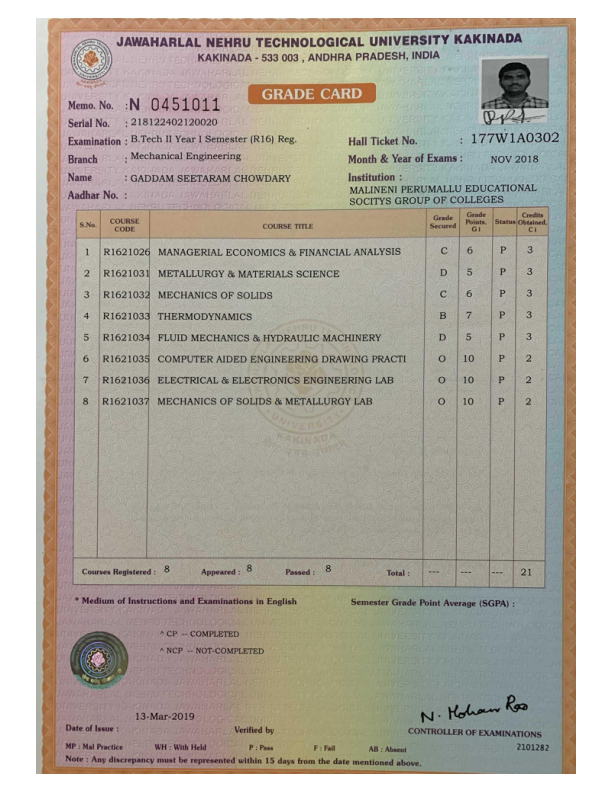 JAWAHARLAL NEHRU TECHNOLOGICAL UNIVERSITY KAKINADA
KAKINADA - 533 003 , ANDHRA PRADESH, INDIA
GRADE CARD
Memo. No. : N 0451011
Serial No. : 218122402120020
Examination : B.Tech II Year I Semester (R16) Reg.
Hall Ticket No. : 177W1A0302
Branch : Mechanical Engineering
Month & Year of Exams : NOV 2018
Name : GADDAM SEETARAM CHOWDARY
Institution :
MALINENI PERUMALLU EDUCATIONAL
SOCITYS GROUP OF COLLEGES
Aadhar No. :
S.No. COURSE CODE COURSE TITLE Grade Secured Grade Points. G i Status Credits Obtained. C i
1 R1621026 MANAGERIAL ECONOMICS & FINANCIAL ANALYSIS C 6 P 3
2 R1621031 METALLURGY & MATERIALS SCIENCE D 5 P 3
3 R1621032 MECHANICS OF SOLIDS C 6 P 3
4 R1621033 THERMODYNAMICS B 7 P 3
5 R1621034 FLUID MECHANICS & HYDRAULIC MACHINERY D 5 P 3
6 R1621035 COMPUTER AIDED ENGINEERING DRAWING PRACTI O 10 P 2
7 R1621036 ELECTRICAL & ELECTRONICS ENGINEERING LAB O 10 P 2
8 R1621037 MECHANICS OF SOLIDS & METALLURGY LAB O 10 P 2
Courses Registered : 8 Appeared : 8 Passed : 8 Total : --- --- --- 21
* Medium of Instructions and Examinations in English Semester Grade Point Average (SGPA) :
^ CP -- COMPLETED
^ NCP -- NOT-COMPLETED
N. Mohan Rao
13-Mar-2019
Date of Issue : Verified by CONTROLLER OF EXAMINATIONS
MP : Mal Practice WH : With Held P : Pass F : Fail AB : Absent 2101282
Note : Any discrepancy must be represented within 15 days from the date mentioned above.